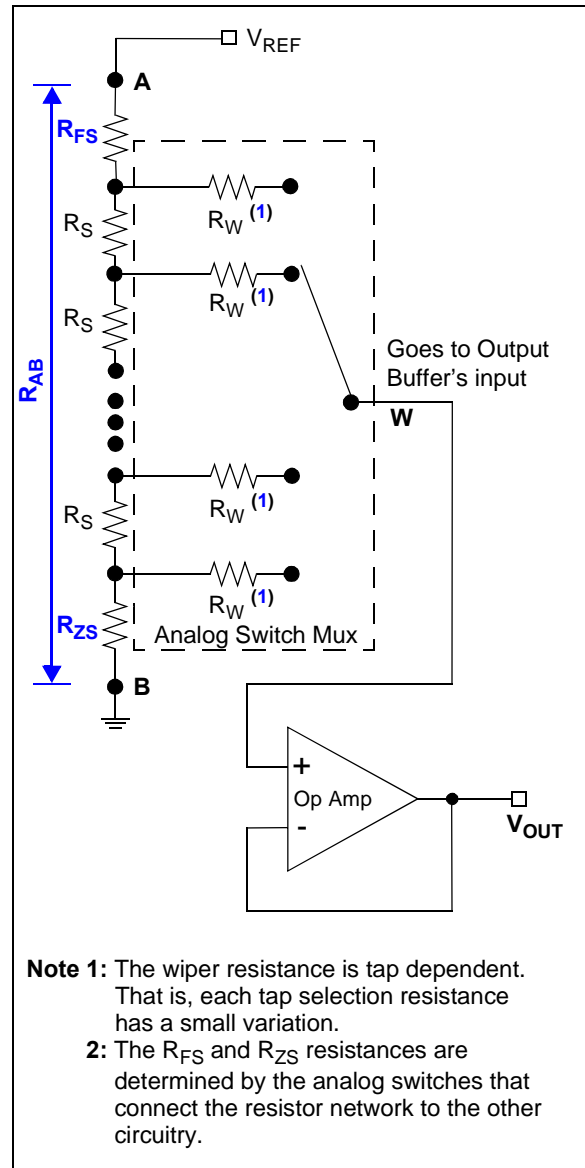 V_REF
A
R_FS
R_W (1)
R_S
R_W (1)
R_S
Goes to Output
Buffer's input
R_AB
W
R_W (1)
R_S
R_W (1)
R_ZS
Analog Switch Mux
B
+
Op Amp
-
V_OUT
Note 1: The wiper resistance is tap dependent.
That is, each tap selection resistance
has a small variation.
2: The R_FS and R_ZS resistances are
determined by the analog switches that
connect the resistor network to the other
circuitry.